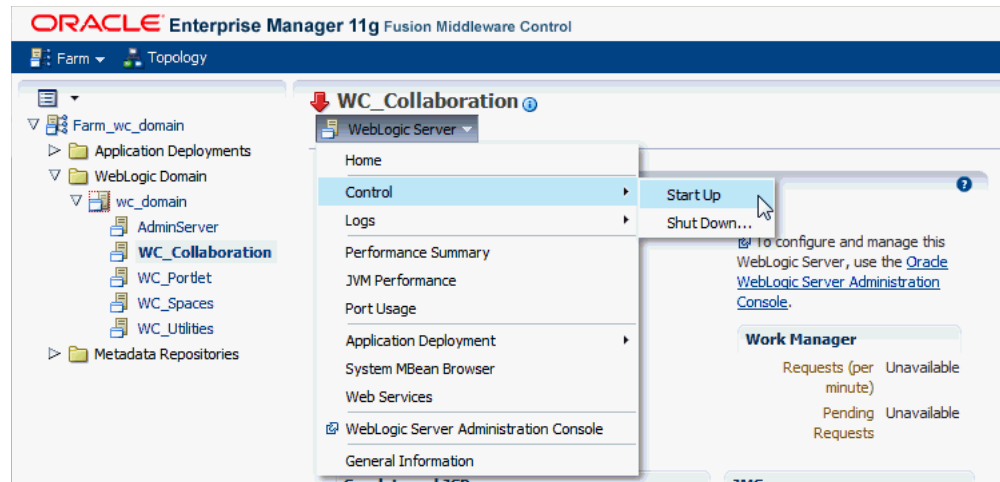 ORACLE Enterprise Manager 11g Fusion Middleware Control
Farm Topology
WC_Collaboration
WebLogic Server
Farm_wc_domain
Application Deployments
WebLogic Domain
wc_domain
AdminServer
WC_Collaboration
WC_Portlet
WC_Spaces
WC_Utilities
Metadata Repositories
Home
Control
Logs
Performance Summary
JVM Performance
Port Usage
Application Deployment
System MBean Browser
Web Services
WebLogic Server Administration Console
General Information
Start Up
Shut Down...
To configure and manage this
WebLogic Server, use the Oracle
WebLogic Server Administration
Console.
Work Manager
Requests (per minute) Unavailable
Pending Requests Unavailable